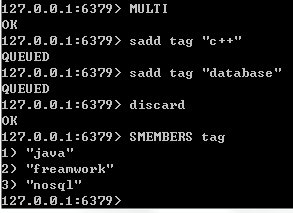 127.0.0.1:6379> MULTI
OK
127.0.0.1:6379> sadd tag "c++"
QUEUED
127.0.0.1:6379> sadd tag "database"
QUEUED
127.0.0.1:6379> discard
OK
127.0.0.1:6379> SMEMBERS tag
1) "java"
2) "freamwork"
3) "nosql"
127.0.0.1:6379>